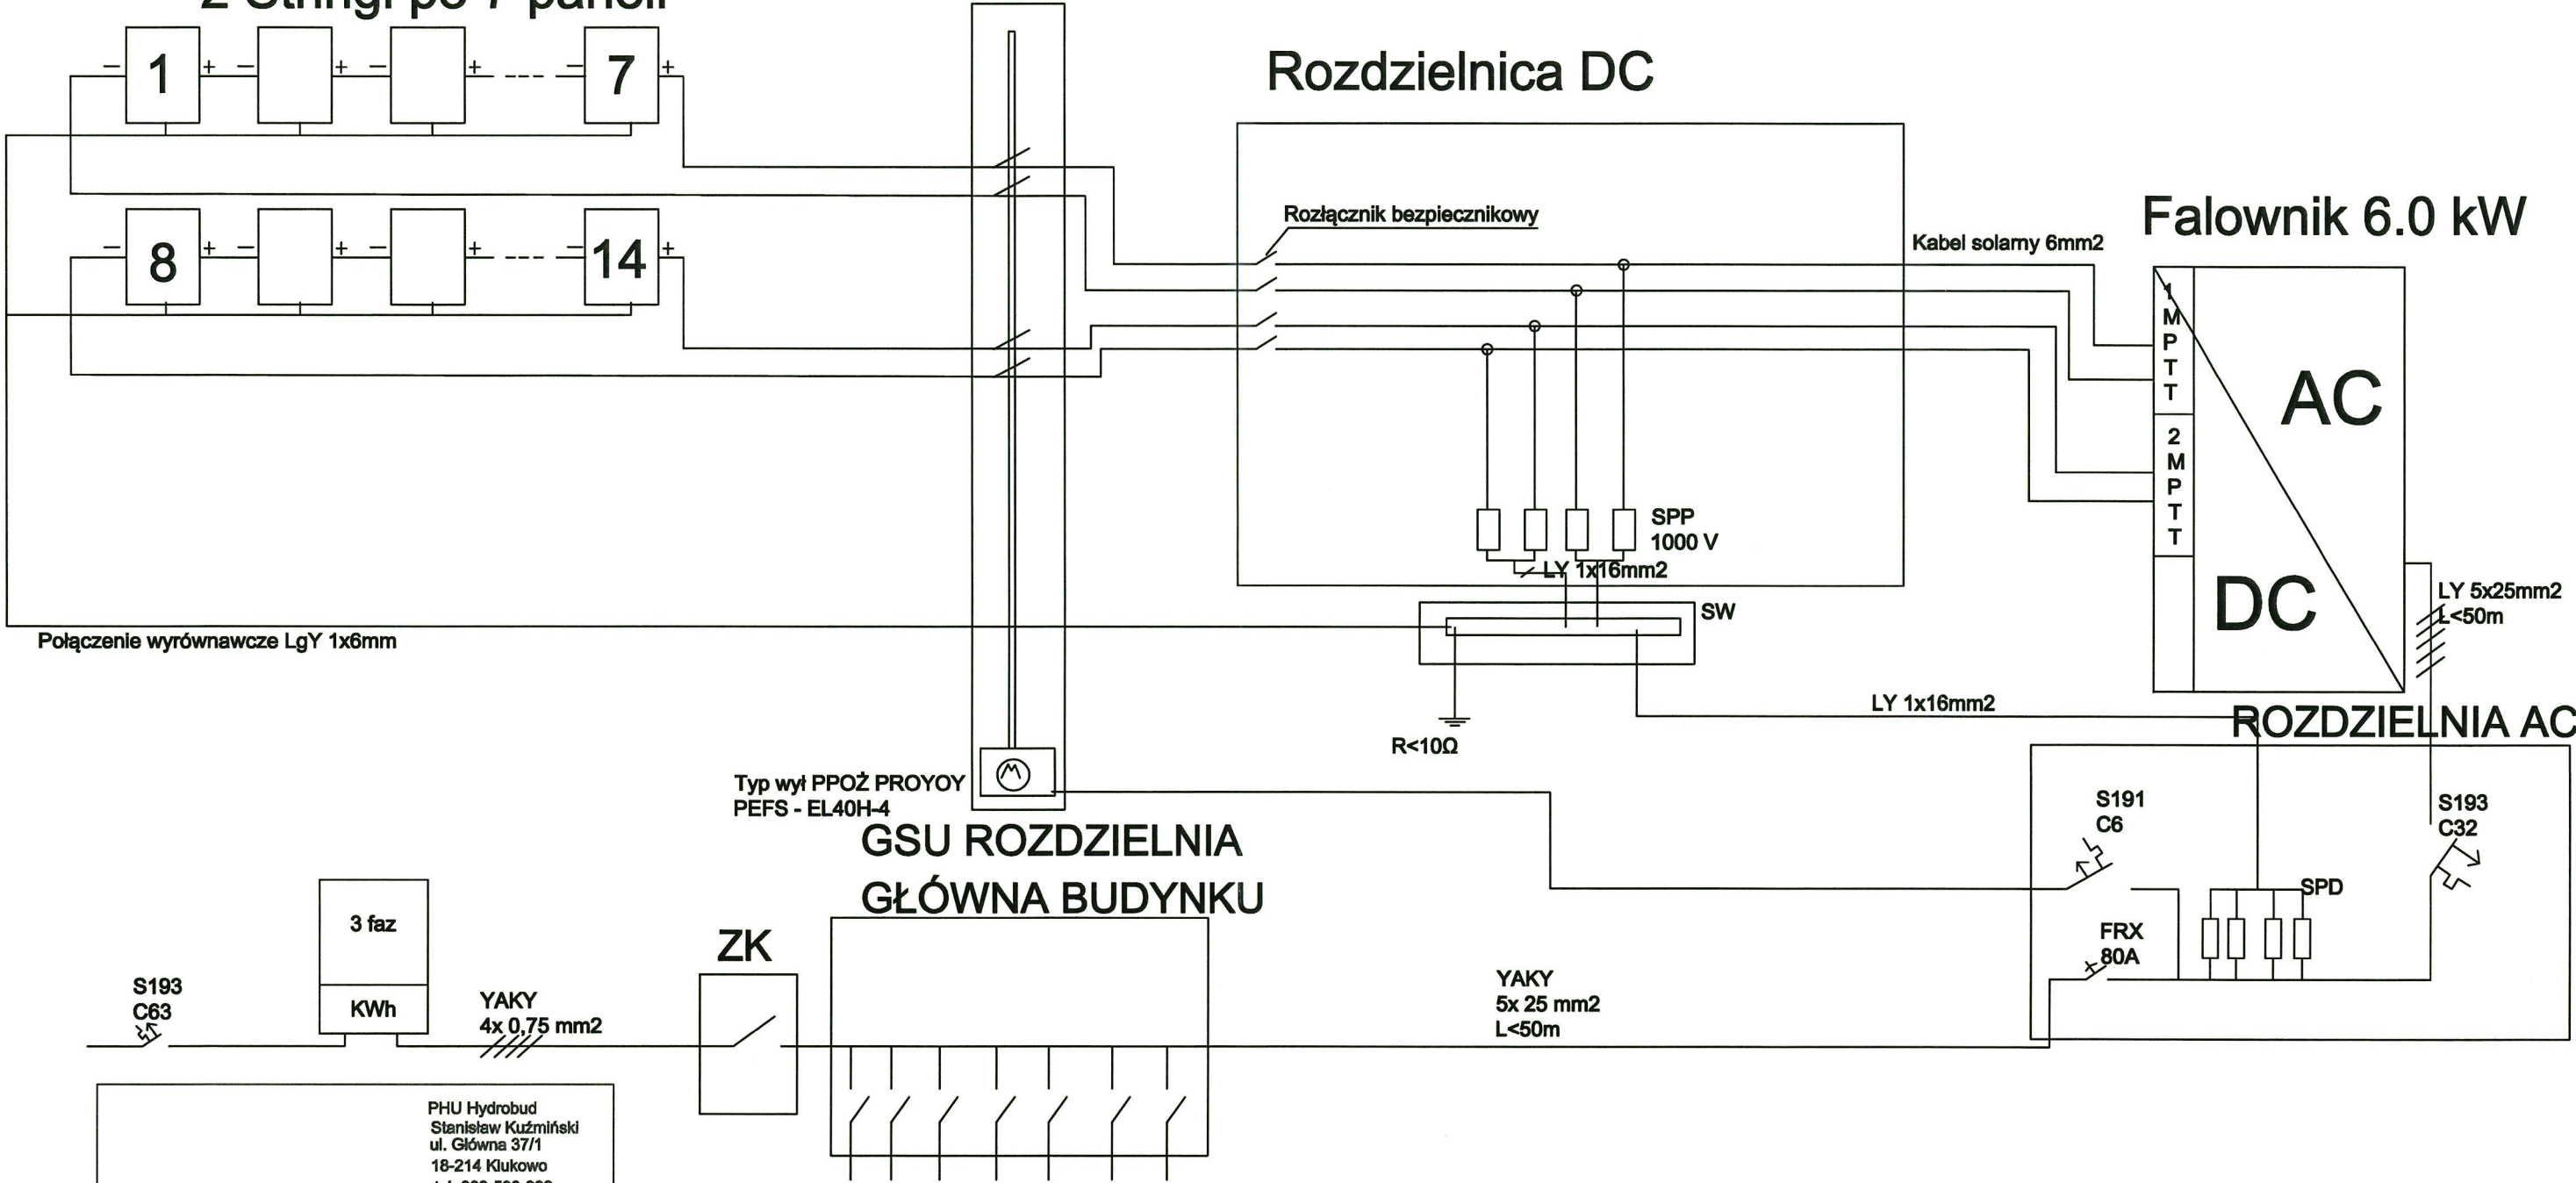 2 Stringi po 7 paneli
1
7
8
14
Rozdzielnica DC
Rozłącznik bezpiecznikowy
Kabel solarny 6mm2
Falownik 6.0 kW
1
M
P
T
T
2
M
P
T
T
AC
DC
SPP
1000 V
LY 1x16mm2
SW
LY 5x25mm2
L<50m
Połączenie wyrównawcze LgY 1x6mm
R<10Ω
LY 1x16mm2
ROZDZIELNIA AC
Typ wył PPOŻ PROYOY
PEFS - EL40H-4
M
S191
C6
S193
C32
SPD
FRX
80A
GSU ROZDZIELNIA
GŁÓWNA BUDYNKU
ZK
3 faz
KWh
S193
C63
YAKY
4x 0,75 mm2
YAKY
5x 25 mm2
L<50m
PHU Hydrobud
Stanisław Kuźmiński
ul. Główna 37/1
18-214 Klukowo